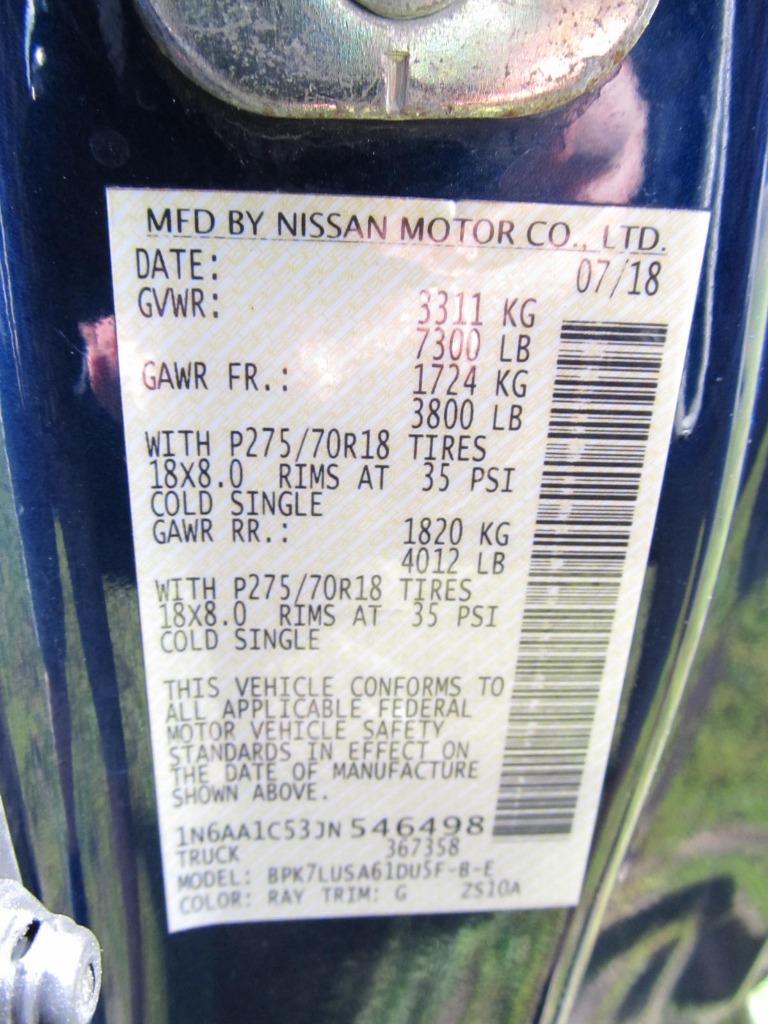 MFD BY NISSAN MOTOR CO., LTD.
DATE: 07/18
GVWR: 3311 KG
7300 LB
GAWR FR.: 1724 KG
3800 LB
WITH P275/70R18 TIRES
18X8.0 RIMS AT 35 PSI
COLD SINGLE
GAWR RR.: 1820 KG
4012 LB
WITH P275/70R18 TIRES
18X8.0 RIMS AT 35 PSI
COLD SINGLE
THIS VEHICLE CONFORMS TO
ALL APPLICABLE FEDERAL
MOTOR VEHICLE SAFETY
STANDARDS IN EFFECT ON
THE DATE OF MANUFACTURE
SHOWN ABOVE.
1N6AA1C53JN546498
TRUCK 367358
MODEL: BPK7LUSA61DU5F-B-E
COLOR: RAY TRIM: G 2S10A